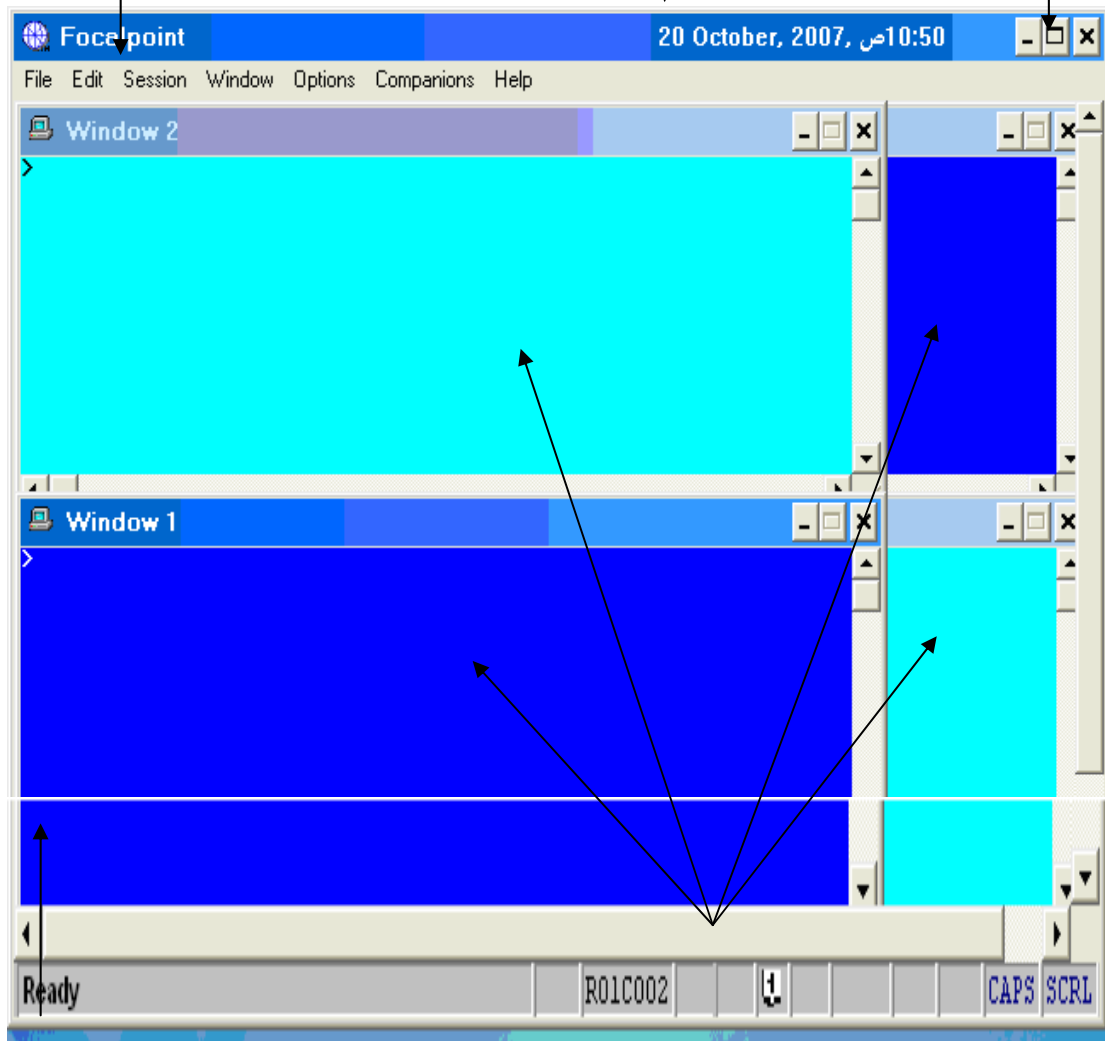 Focalpoint 20 October, 2007, ص10:50
File Edit Session Window Options Companions Help
Window 2
>
Window 1
>
Ready R01C002 1 CAPS SCRL